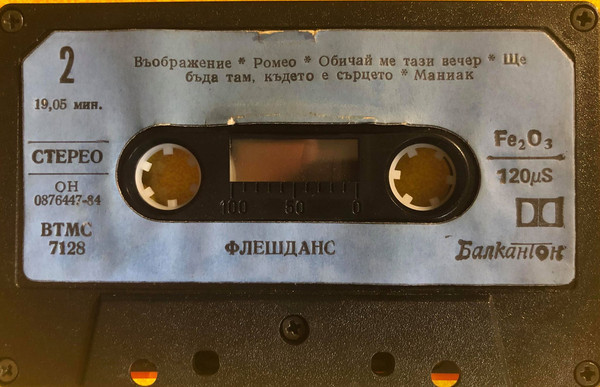 2
Въображение * Ромео * Обичай ме тази вечер * Ще
бъда там, където е сърцето * Маниак
19,05 мин.
СТЕРЕО
ОН
0876447-84
ВТМС
7128
100 50 0
ФЛЕШДАНС
Fe₂O₃
120µS
Балкантон